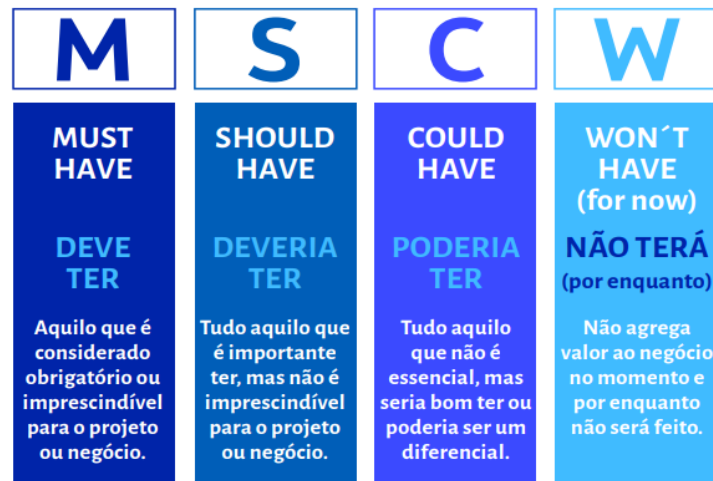 M
MUST
HAVE
DEVE
TER
Aquilo que é
considerado
obrigatório ou
imprescindível
para o projeto
ou negócio.
S
SHOULD
HAVE
DEVERIA
TER
Tudo aquilo que
é importante
ter, mas não é
imprescindível
para o projeto
ou negócio.
C
COULD
HAVE
PODERIA
TER
Tudo aquilo
que não é
essencial, mas
seria bom ter ou
poderia ser um
diferencial.
W
WON´T
HAVE
(for now)
NÃO TERÁ
(por enquanto)
Não agrega
valor ao negócio
no momento e
por enquanto
não será feito.